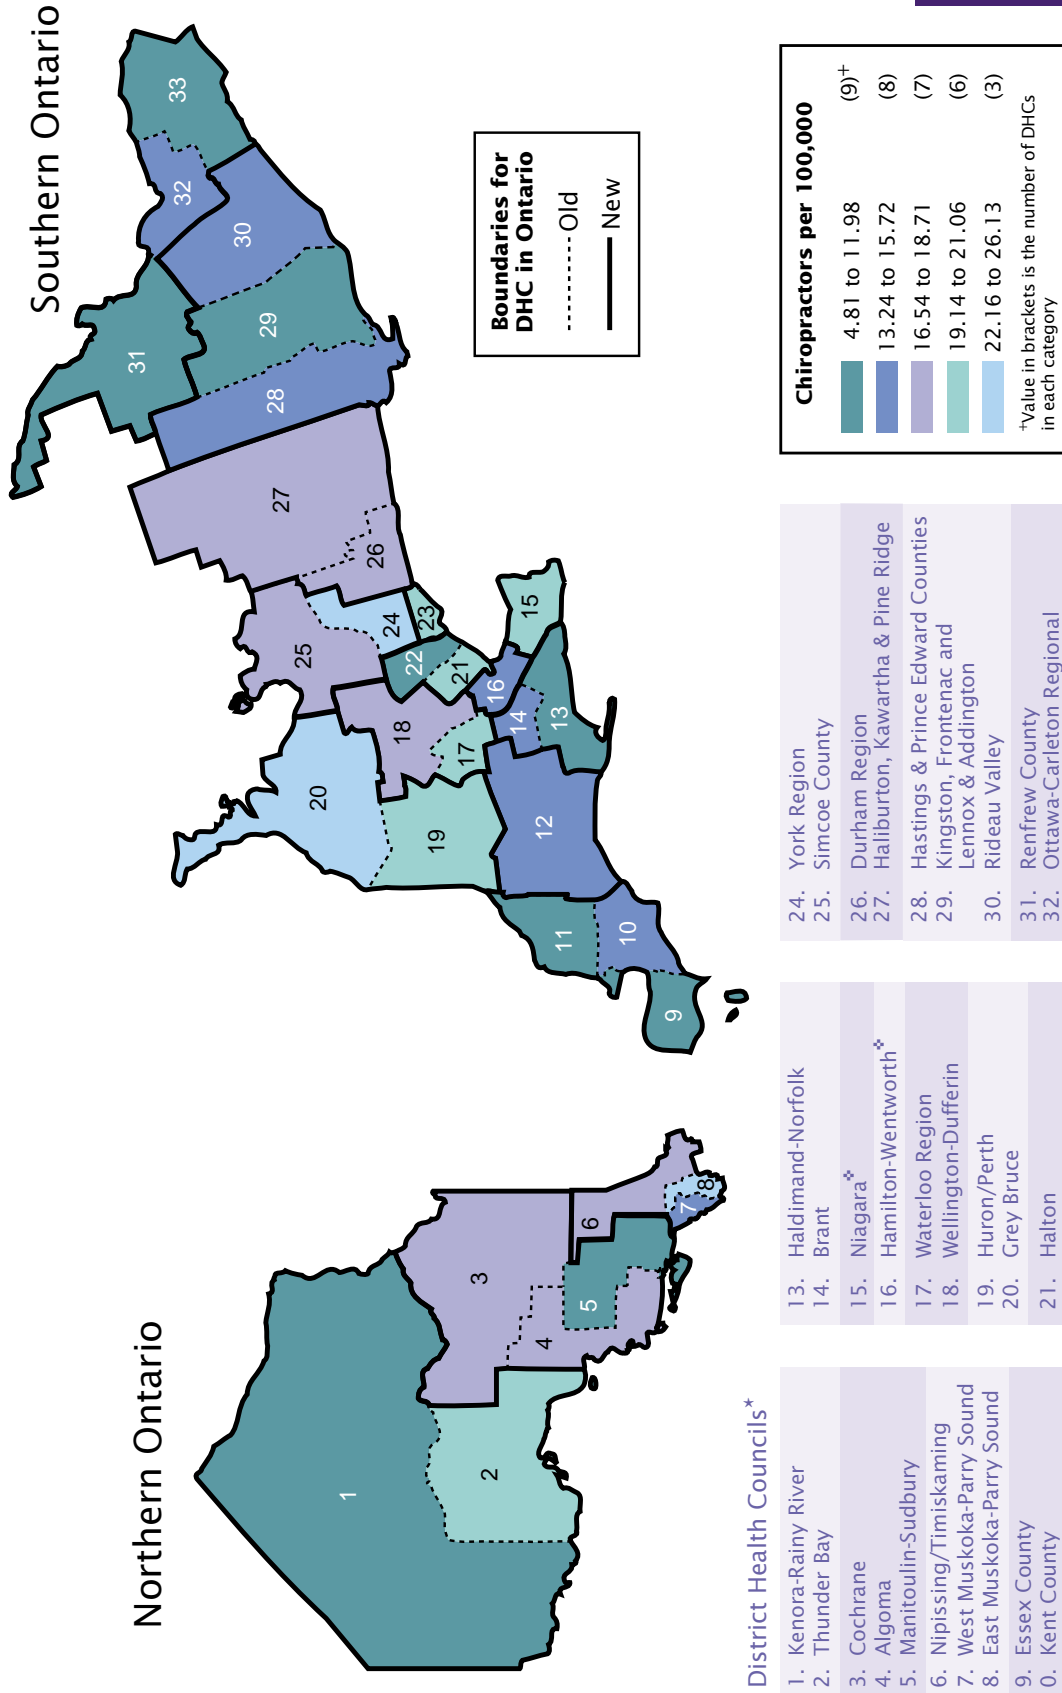 Northern Ontario
Southern Ontario
1
2
3
4
5
6
7
8
9
10
11
12
13
14
15
16
17
18
19
20
21
22
23
24
25
26
27
28
29
30
31
32
33
Boundaries for
DHC in Ontario
Old
New
District Health Councils*
1. Kenora-Rainy River
2. Thunder Bay
3. Cochrane
4. Algoma
5. Manitoulin-Sudbury
6. Nipissing/Timiskaming
7. West Muskoka-Parry Sound
8. East Muskoka-Parry Sound
9. Essex County
0. Kent County
13. Haldimand-Norfolk
14. Brant
15. Niagara❖
16. Hamilton-Wentworth❖
17. Waterloo Region
18. Wellington-Dufferin
19. Huron/Perth
20. Grey Bruce
21. Halton
24. York Region
25. Simcoe County
26. Durham Region
27. Haliburton, Kawartha & Pine Ridge
28. Hastings & Prince Edward Counties
29. Kingston, Frontenac and
Lennox & Addington
30. Rideau Valley
31. Renfrew County
32. Ottawa-Carleton Regional
Chiropractors per 100,000
4.81 to 11.98 (9)+
13.24 to 15.72 (8)
16.54 to 18.71 (7)
19.14 to 21.06 (6)
22.16 to 26.13 (3)
+Value in brackets is the number of DHCs
in each category